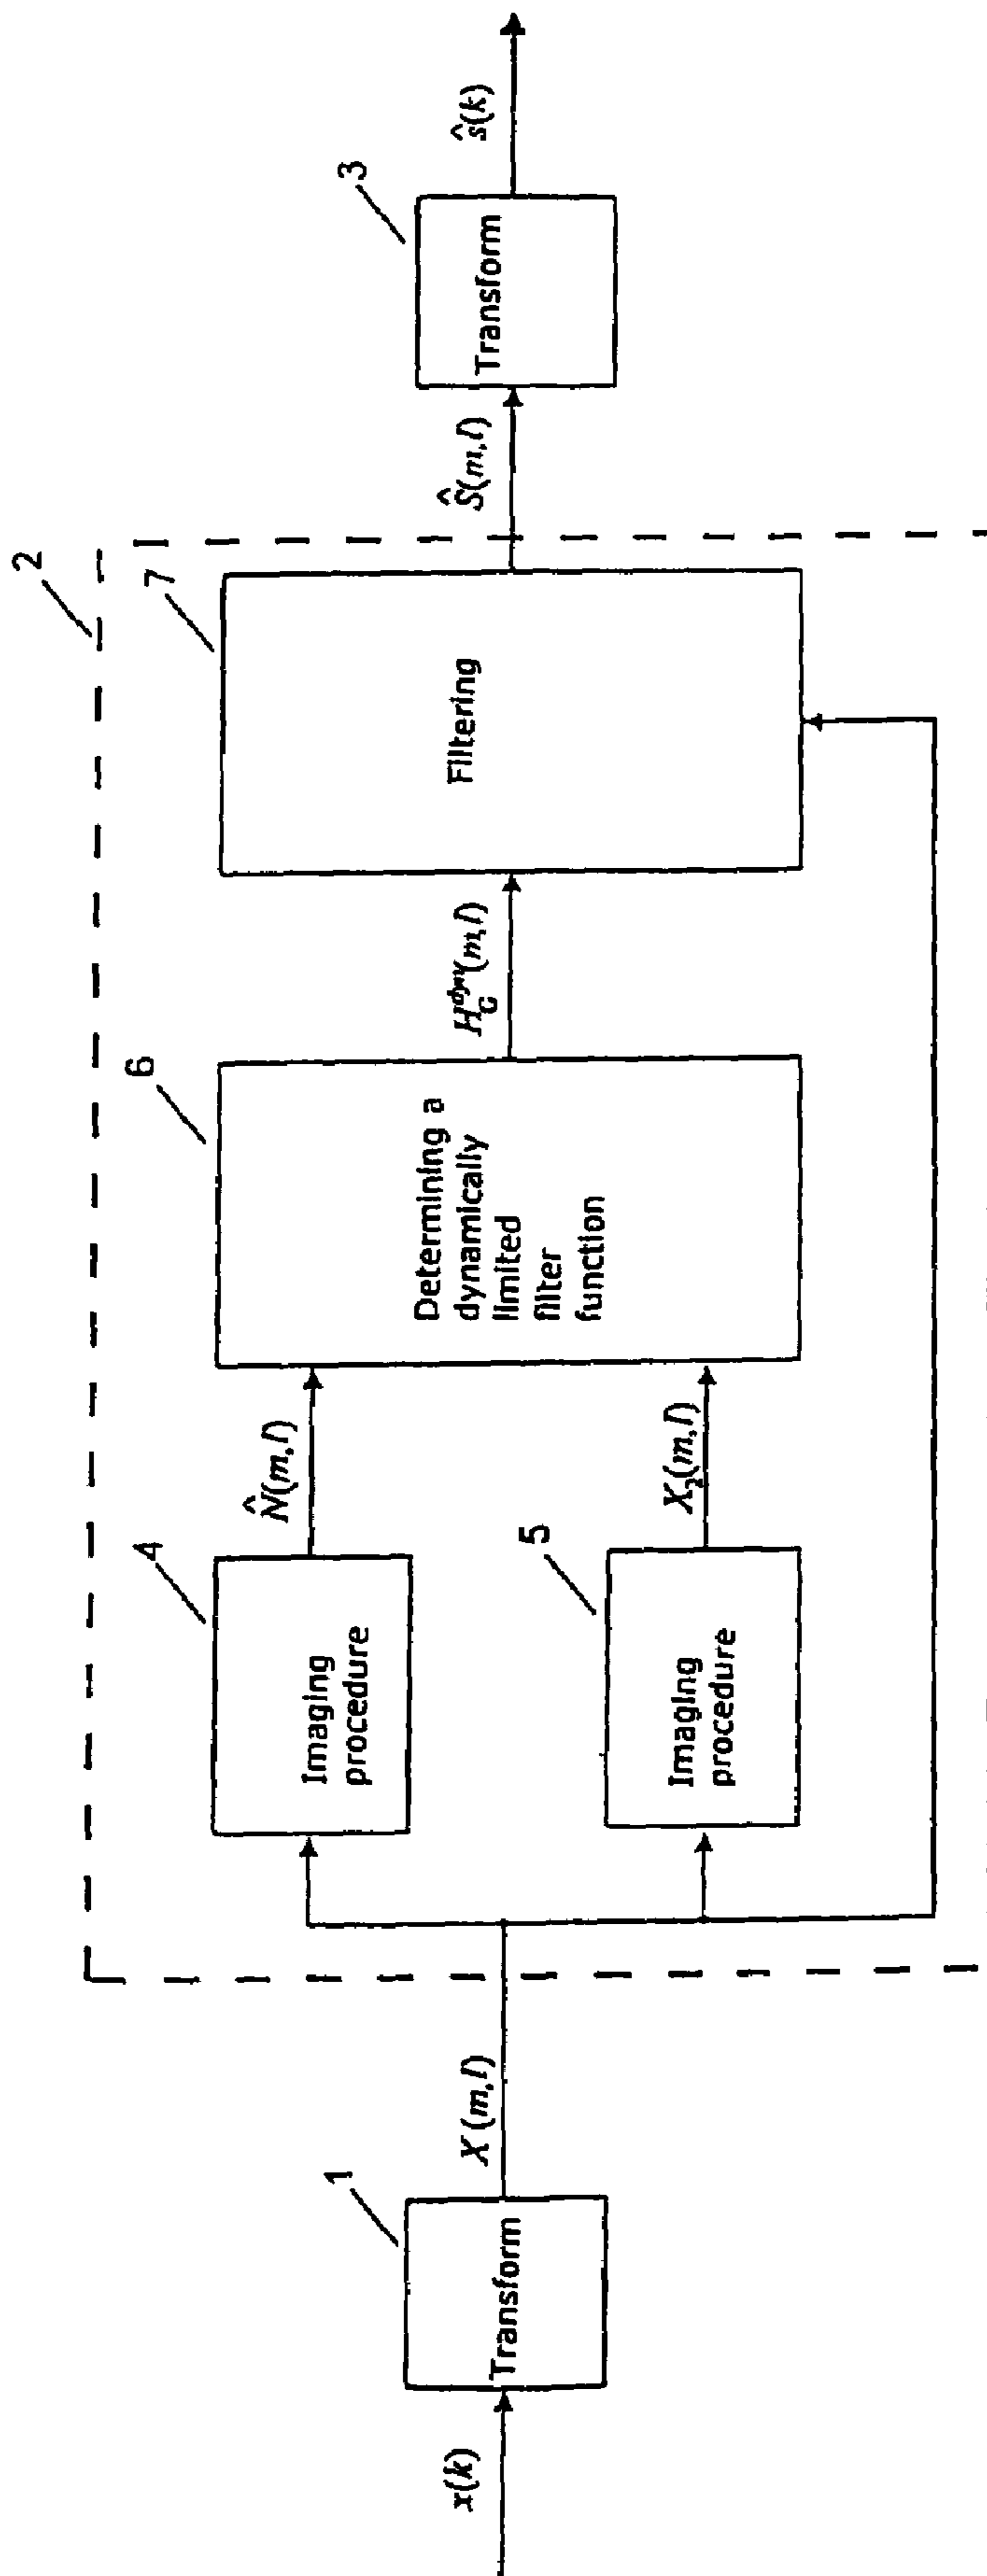 x(k)
1
Transform
X(m,l)
2
4
Imaging
procedure
N̂(m,l)
5
Imaging
procedure
X₂(m,l)
6
Determining a
dynamically
limited
filter
function
H_G^dyn(m,l)
7
Filtering
Ŝ(m,l)
3
Transform
ŝ(k)